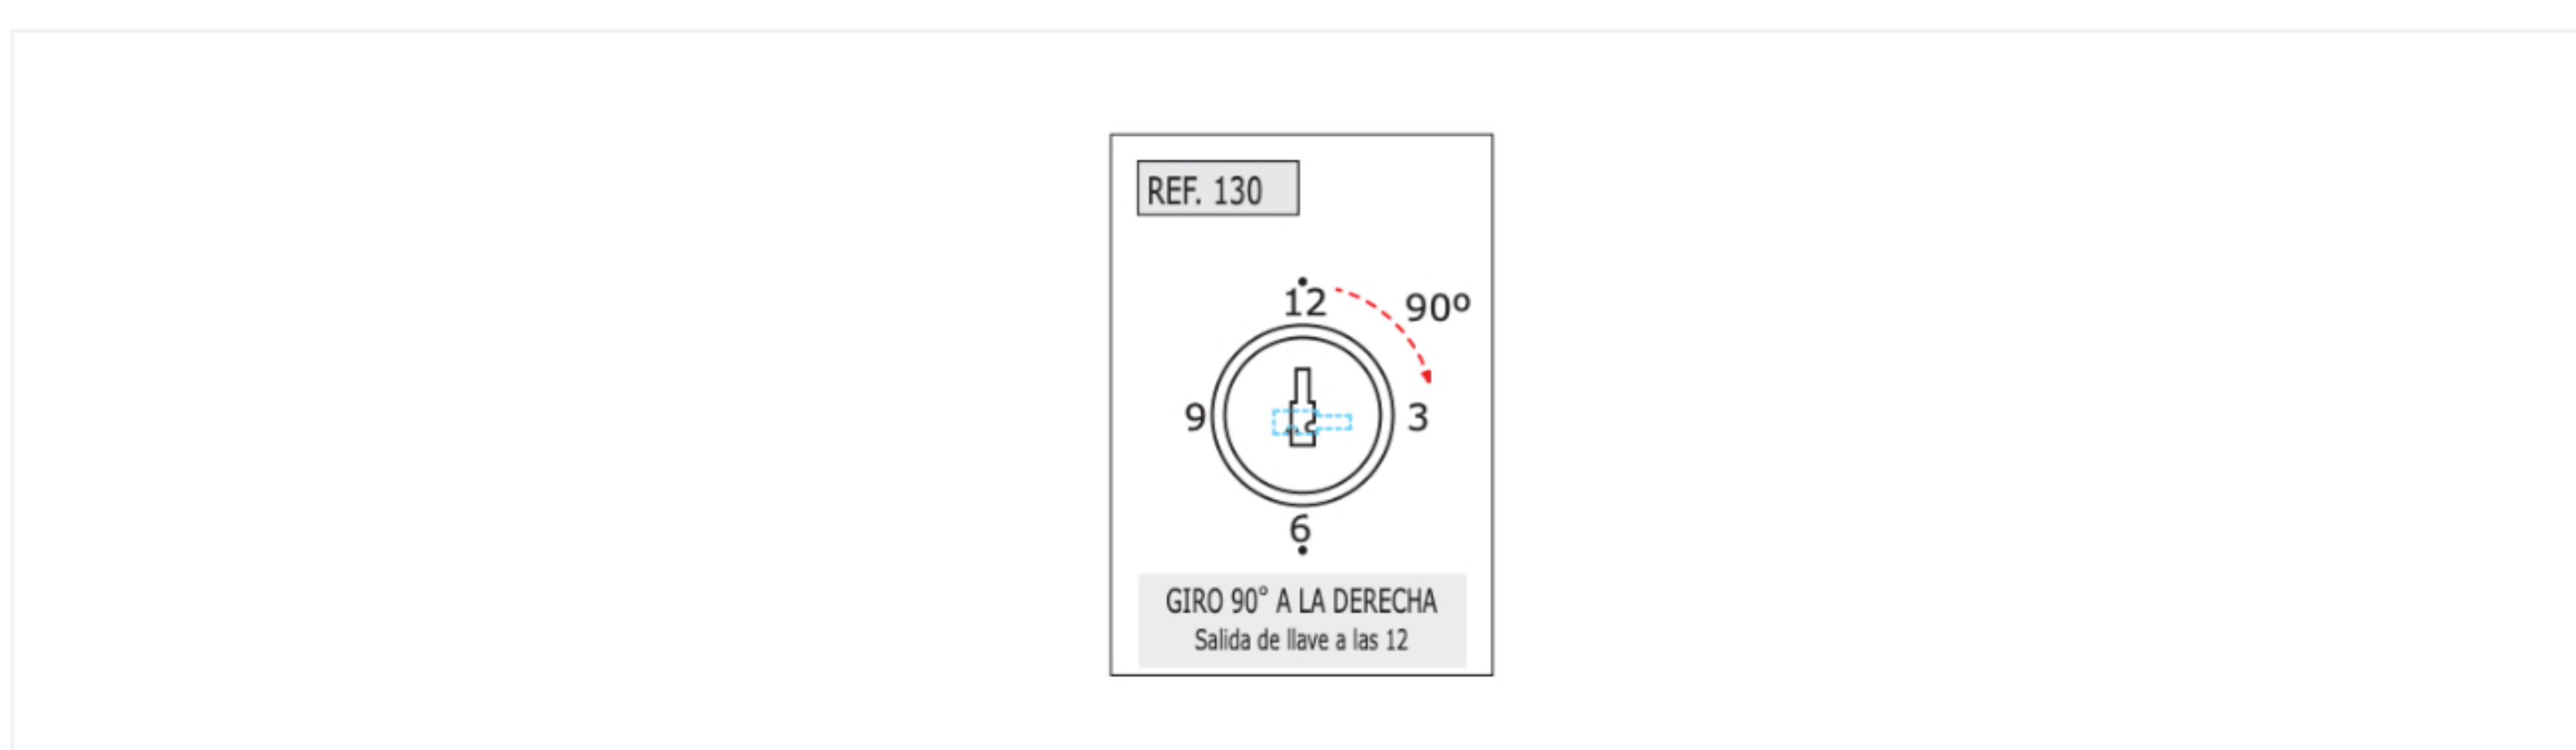 REF. 130
12
90º
9
3
6
GIRO 90° A LA DERECHA
Salida de llave a las 12